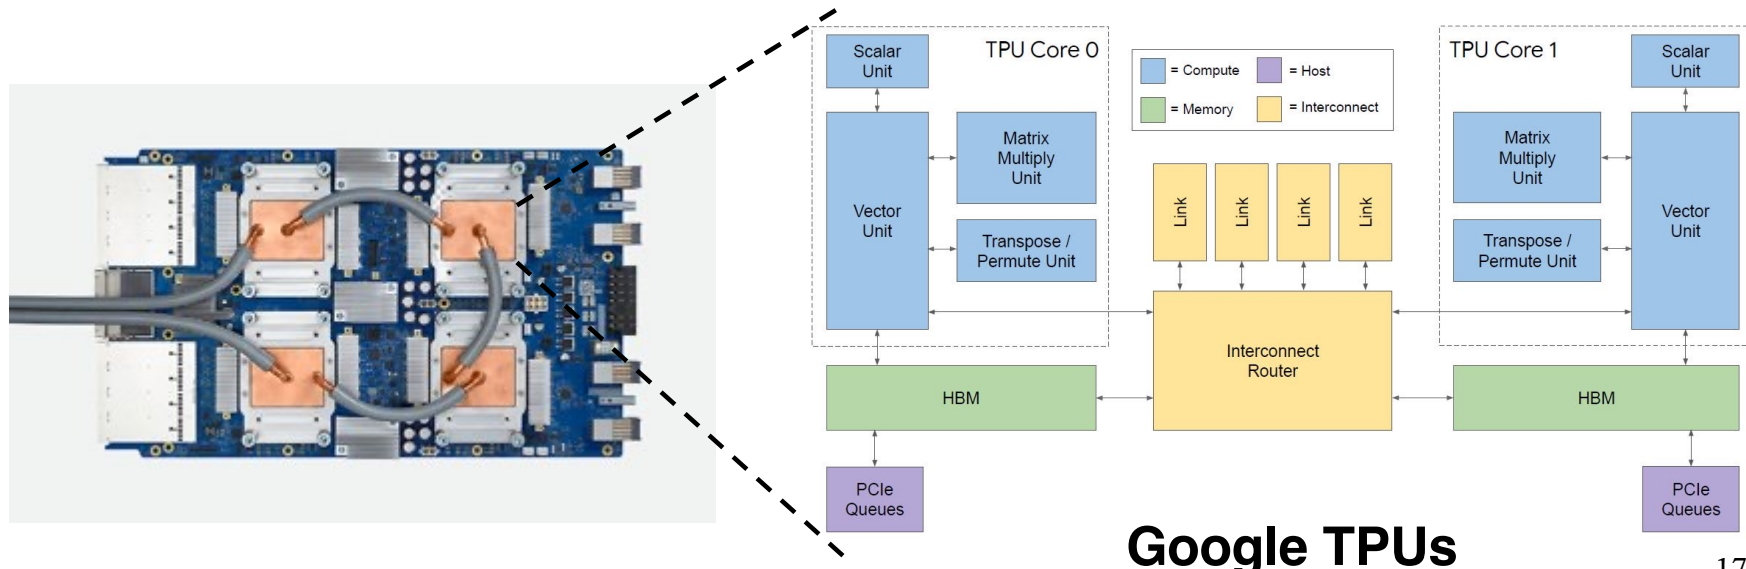 TPU Core 0
Scalar
Unit
Vector
Unit
Matrix
Multiply
Unit
Transpose /
Permute Unit
HBM
PCIe
Queues
= Compute
= Host
= Memory
= Interconnect
Link
Link
Link
Link
Interconnect
Router
TPU Core 1
Scalar
Unit
Matrix
Multiply
Unit
Transpose /
Permute Unit
Vector
Unit
HBM
PCIe
Queues
Google TPUs
17